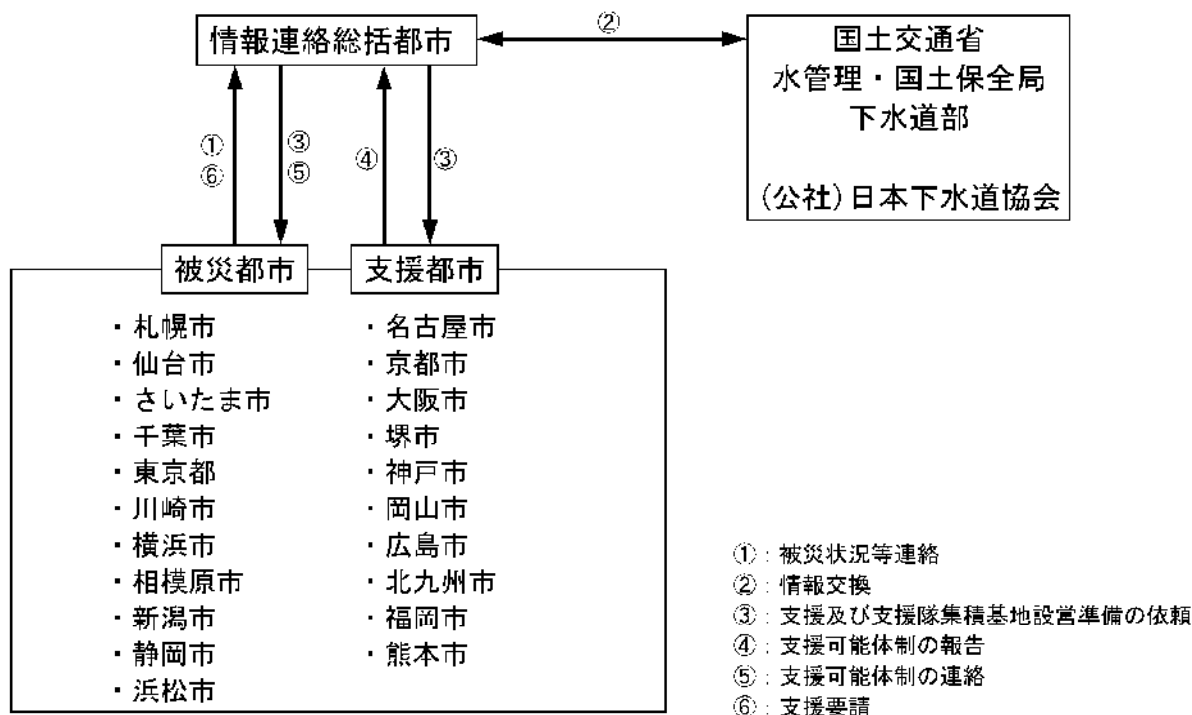 情報連絡総括都市
②
国土交通省
水管理・国土保全局
下水道部
(公社)日本下水道協会
①
⑥
③
⑤
④
③
被災都市
支援都市
・札幌市
・仙台市
・さいたま市
・千葉市
・東京都
・川崎市
・横浜市
・相模原市
・新潟市
・静岡市
・浜松市
・名古屋市
・京都市
・大阪市
・堺市
・神戸市
・岡山市
・広島市
・北九州市
・福岡市
・熊本市
①：被災状況等連絡
②：情報交換
③：支援及び支援隊集積基地設営準備の依頼
④：支援可能体制の報告
⑤：支援可能体制の連絡
⑥：支援要請